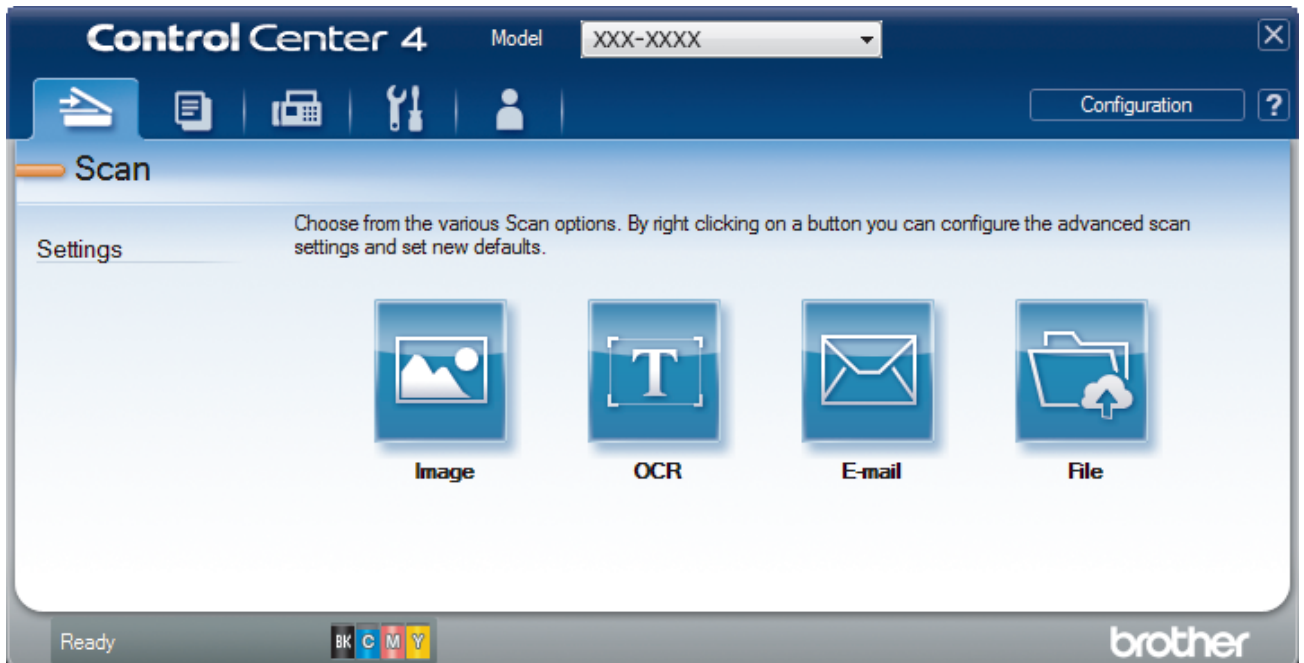 ControlCenter 4
Model
XXX-XXXX
Configuration
?
Scan
Choose from the various Scan options. By right clicking on a button you can configure the advanced scan
settings and set new defaults.
Settings
T
Image
OCR
E-mail
File
Ready
BK C M Y
brother